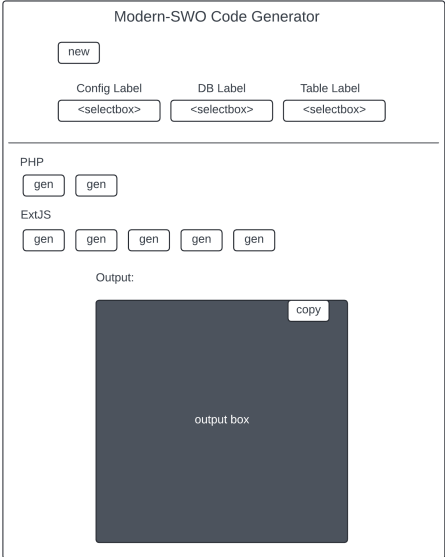 Modern-SWO Code Generator
new
Config Label DB Label Table Label
<selectbox> <selectbox> <selectbox>
PHP
gen gen
ExtJS
gen gen gen gen gen
Output:
copy
output box